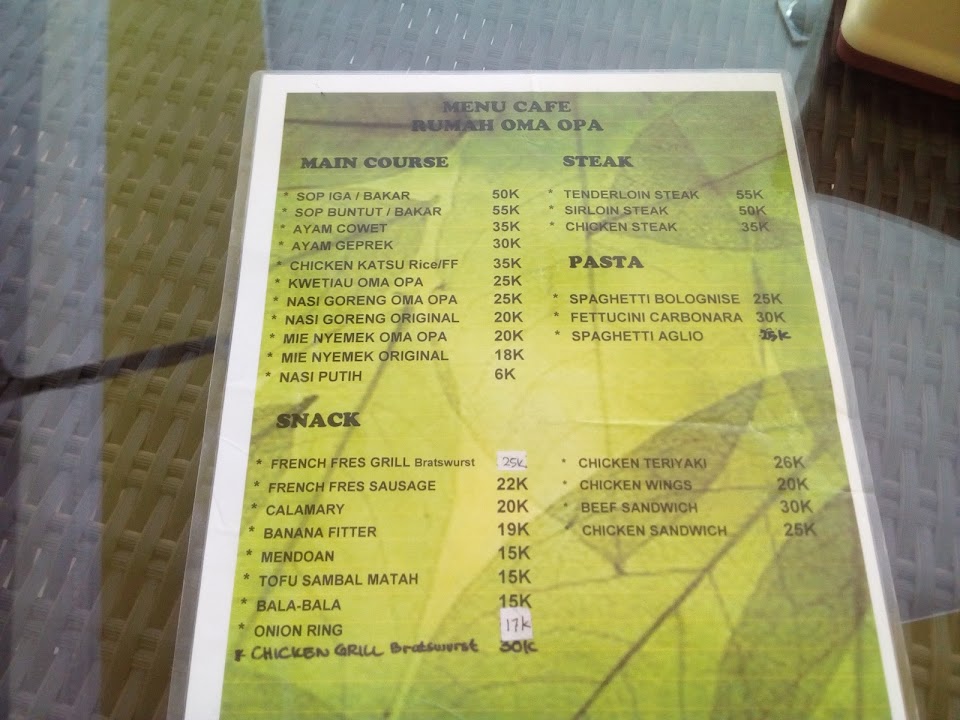 MENU CAFE
RUMAH OMA OPA
MAIN COURSE
* SOP IGA / BAKAR 50K
* SOP BUNTUT / BAKAR 55K
* AYAM COWET 35K
* AYAM GEPREK 30K
* CHICKEN KATSU Rice/FF 35K
* KWETIAU OMA OPA 25K
* NASI GORENG OMA OPA 25K
* NASI GORENG ORIGINAL 20K
* MIE NYEMEK OMA OPA 20K
* MIE NYEMEK ORIGINAL 18K
* NASI PUTIH 6K
STEAK
* TENDERLOIN STEAK 55K
* SIRLOIN STEAK 50K
* CHICKEN STEAK 35K
PASTA
* SPAGHETTI BOLOGNISE 25K
* FETTUCINI CARBONARA 30K
* SPAGHETTI AGLIO
SNACK
* FRENCH FRES GRILL Bratswurst 25K
* FRENCH FRES SAUSAGE 22K
* CALAMARY 20K
* BANANA FITTER 19K
* MENDOAN 15K
* TOFU SAMBAL MATAH 15K
* BALA-BALA 15K
* ONION RING 17K
* CHICKEN GRILL Bratswurst 30K
* CHICKEN TERIYAKI 26K
* CHICKEN WINGS 20K
* BEEF SANDWICH 30K
* CHICKEN SANDWICH 25K